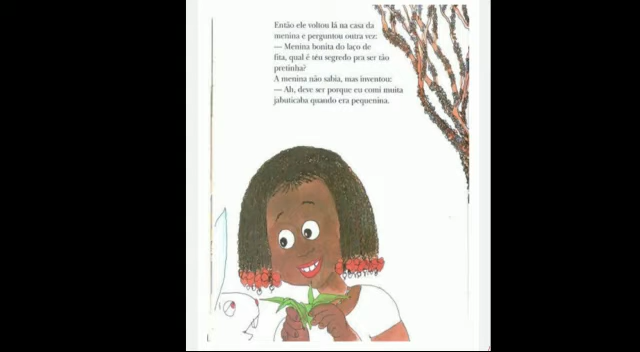 Então ele voltou lá na casa da
menina e perguntou outra vez:
— Menina bonita do laço de
fita, qual é teu segredo pra ser tão
pretinha?
A menina não sabia, mas inventou:
— Ah, deve ser porque eu comi muita
jabuticaba quando era pequenina.